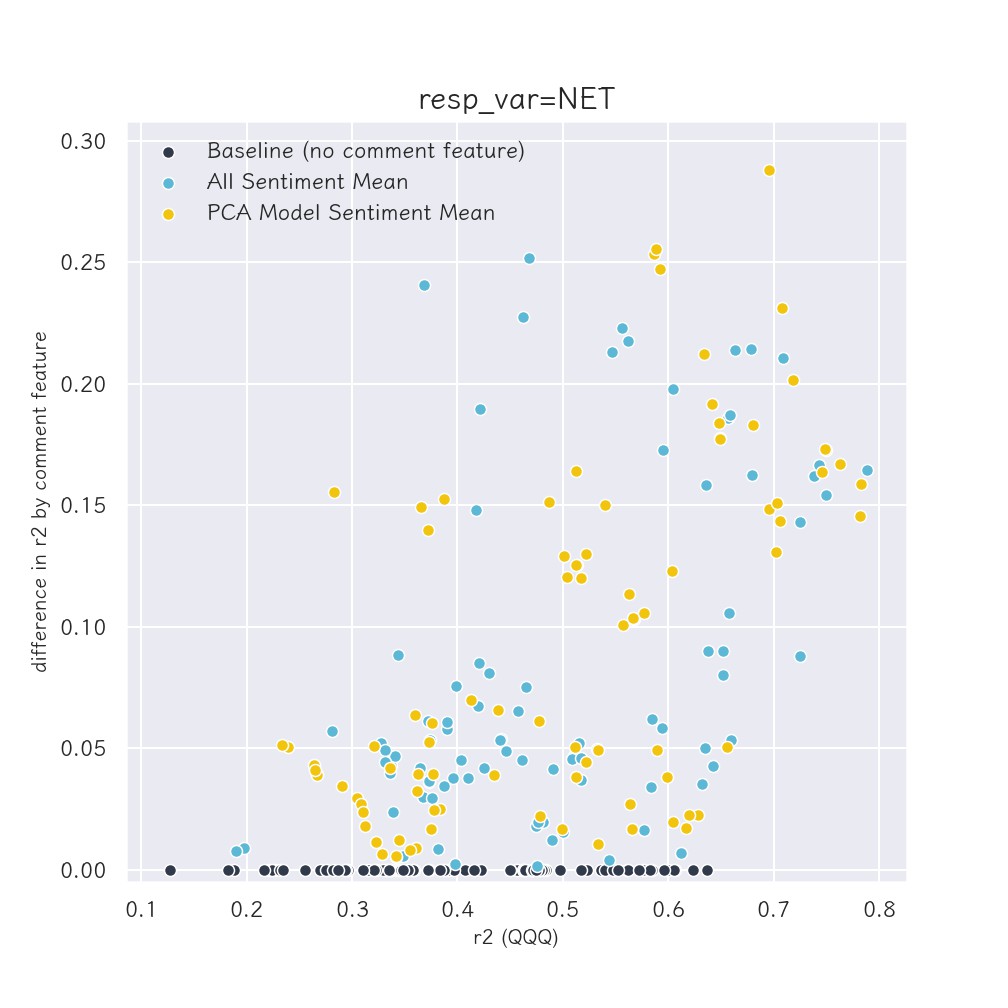 resp_var=NET
0.30
Baseline (no comment feature)
All Sentiment Mean
PCA Model Sentiment Mean
0.25
0.20
0.15
0.10
0.05
0.00
difference in r2 by comment feature
0.1 0.2 0.3 0.4 0.5 0.6 0.7 0.8
r2 (QQQ)